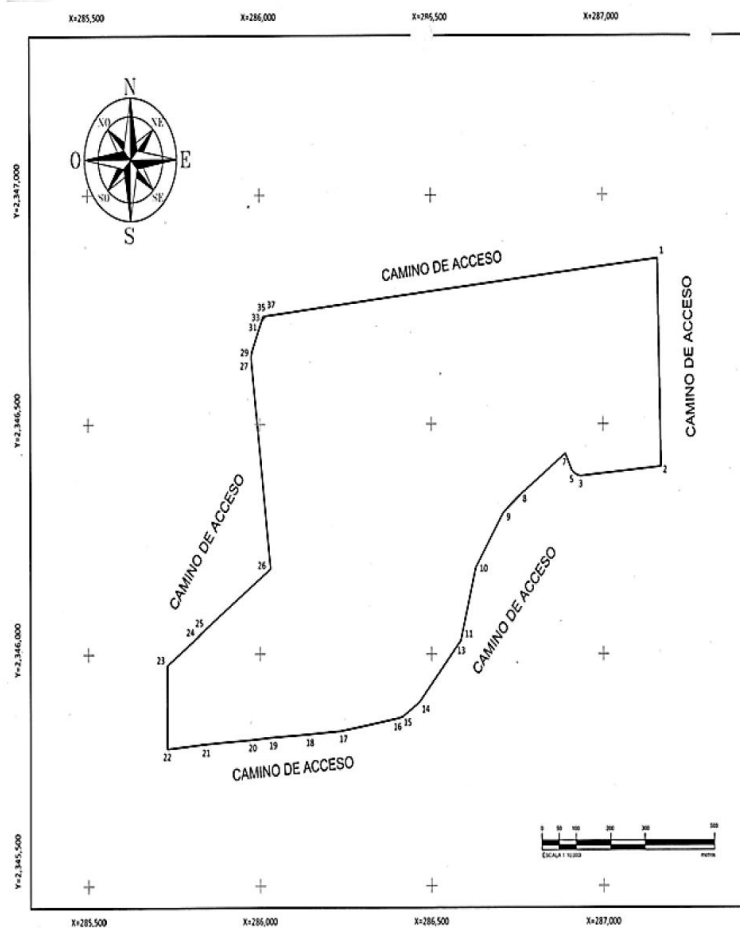 X=285,500 X=286,000 X=286,500 X=287,000
N
NO NE
O E
SO SE
S
Y=2,347,000
1
CAMINO DE ACCESO
CAMINO DE ACCESO
35 37
33
31
29
27
Y=2,346,500
7
5 3 2
8
9
CAMINO DE ACCESO
26
10
CAMINO DE ACCESO
25
24
11
13
23
Y=2,346,000
14
15
16
17
18
19
20
21
22
CAMINO DE ACCESO
0 50 100 200 300 500
ESCALA 1:10,000 metros
Y=2,345,500
X=285,500 X=286,000 X=286,500 X=287,000